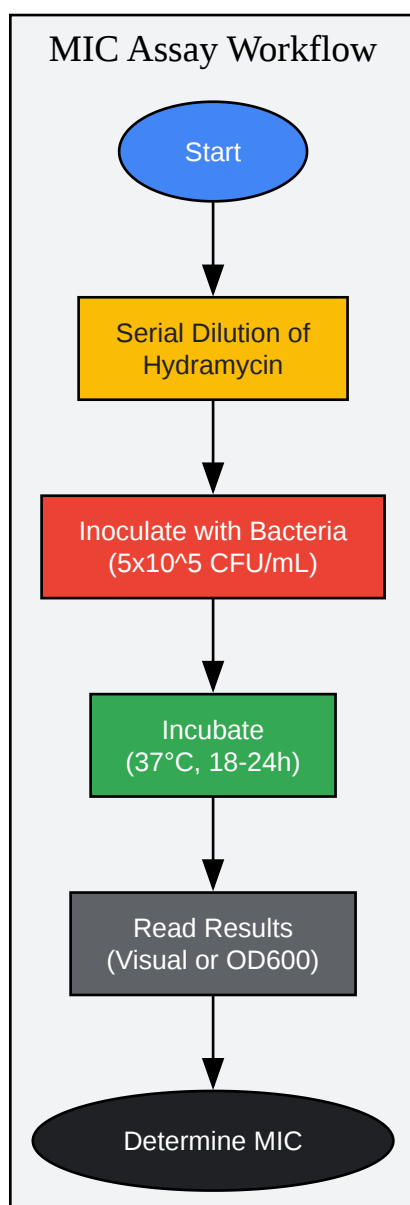 MIC Assay Workflow
Start
Serial Dilution of
Hydramycin
Inoculate with Bacteria
(5x10^5 CFU/mL)
Incubate
(37°C, 18-24h)
Read Results
(Visual or OD600)
Determine MIC